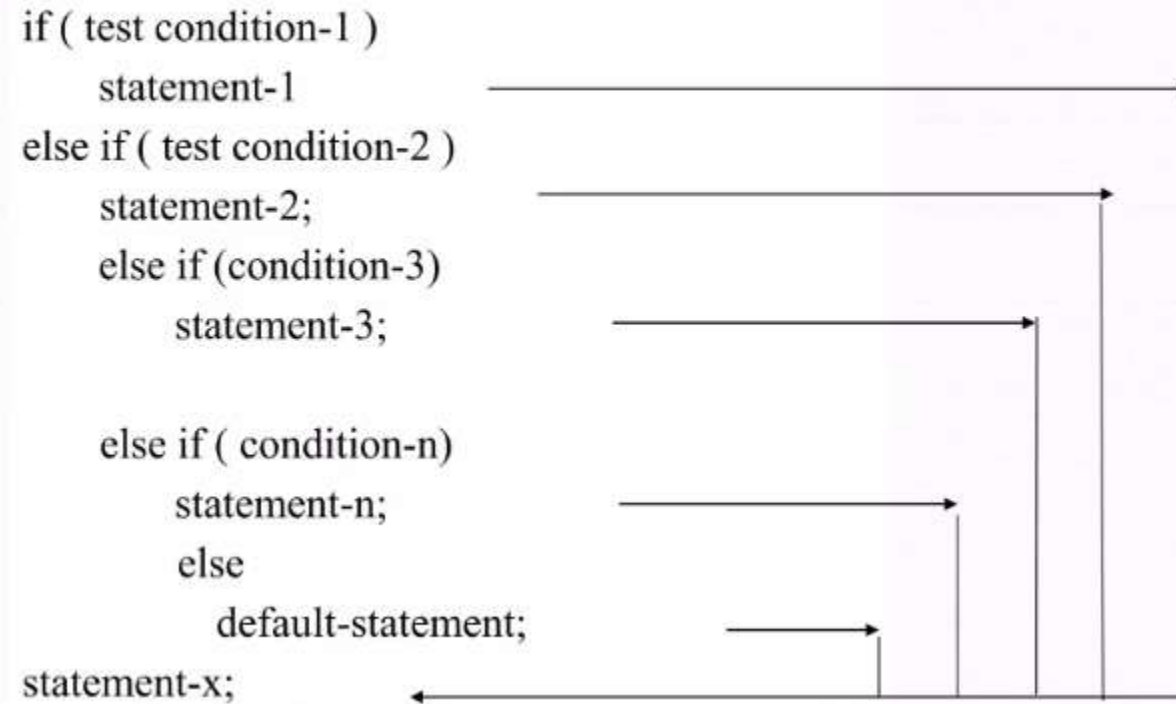 if ( test condition-1 )
statement-1
else if ( test condition-2 )
statement-2;
else if (condition-3)
statement-3;
else if ( condition-n)
statement-n;
else
default-statement;
statement-x;